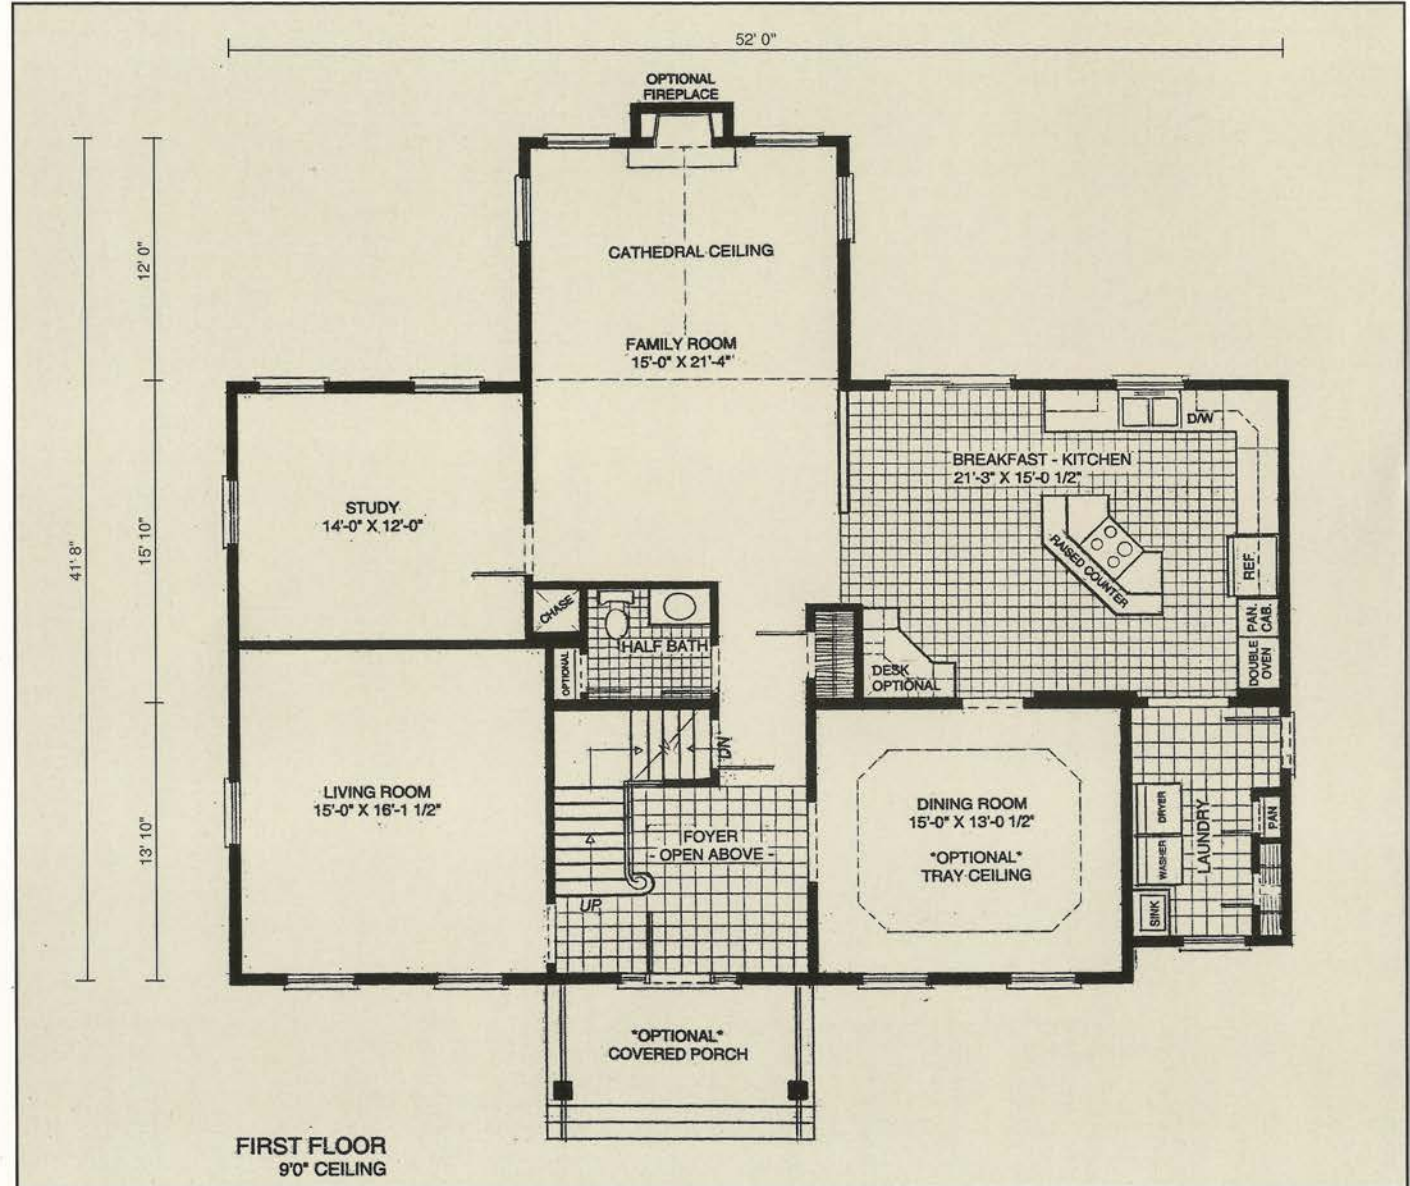 52' 0"
OPTIONAL
FIREPLACE
12' 0"
CATHEDRAL CEILING
FAMILY ROOM
15'-0" X 21'-4"
41' 8"
15' 10"
STUDY
14'-0" X 12'-0"
D/W
BREAKFAST - KITCHEN
21'-3" X 15'-0 1/2"
RAISED COUNTER
REF
PAN.
CAB.
DOUBLE
OVEN
CHASE
HALF BATH
OPTIONAL
DESK
OPTIONAL
DN
13' 10"
LIVING ROOM
15'-0" X 16'-1 1/2"
FOYER
- OPEN ABOVE -
UP
DINING ROOM
15'-0" X 13'-0 1/2"
*OPTIONAL*
TRAY CEILING
DRYER
WASHER
LAUNDRY
PAN
SINK
*OPTIONAL*
COVERED PORCH
FIRST FLOOR
9'0" CEILING